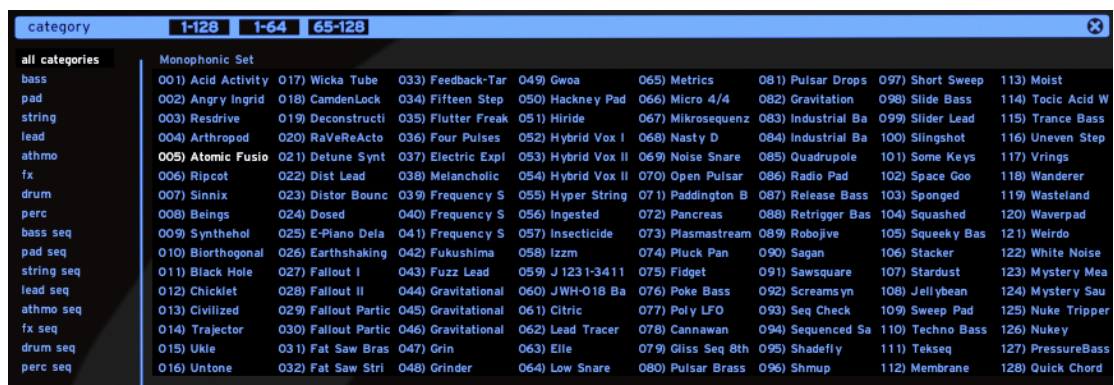 category 1-128 1-64 65-128
all categories Monophonic Set
bass 001) Acid Activity 017) Wicka Tube 033) Feedback-Tar 049) Gwoa 065) Metrics 081) Pulsar Drops 097) Short Sweep 113) Moist
pad 002) Angry Ingrid 018) CamdenLock 034) Fifteen Step 050) Hackney Pad 066) Micro 4/4 082) Gravitation 098) Slide Bass 114) Tocic Acid W
string 003) Resdrive 019) Deconstructi 035) Flutter Freak 051) Hiride 067) Mikrosequenz 083) Industrial Ba 099) Slider Lead 115) Trance Bass
lead 004) Arthropod 020) RaVeReActo 036) Four Pulses 052) Hybrid Vox I 068) Nasty D 084) Industrial Ba 100) Slingshot 116) Uneven Step
athmo 005) Atomic Fusio 021) Detune Synt 037) Electric Expl 053) Hybrid Vox II 069) Noise Snare 085) Quadrupole 101) Some Keys 117) Vrings
fx 006) Ripcot 022) Dist Lead 038) Melancholic 054) Hybrid Vox II 070) Open Pulsar 086) Radio Pad 102) Space Goo 118) Wanderer
drum 007) Sinnix 023) Distor Bounc 039) Frequency S 055) Hyper String 071) Paddington B 087) Release Bass 103) Sponged 119) Wasteland
perc 008) Beings 024) Dosed 040) Frequency S 056) Ingested 072) Pancreas 088) Retrigger Bas 104) Squashed 120) Waverpad
bass seq 009) Synthehol 025) E-Piano Dela 041) Frequency S 057) Insecticide 073) Plasmastream 089) Robojive 105) Squeeky Bas 121) Weirdo
pad seq 010) Biorthogonal 026) Earthshaking 042) Fukushima 058) Izzm 074) Pluck Pan 090) Sagan 106) Stacker 122) White Noise
string seq 011) Black Hole 027) Fallout I 043) Fuzz Lead 059) J 1231-3411 075) Fidget 091) Sawsquare 107) Stardust 123) Mystery Mea
lead seq 012) Chicklet 028) Fallout II 044) Gravitational 060) JWH-018 Ba 076) Poke Bass 092) Screamsyn 108) Jellybean 124) Mystery Sau
athmo seq 013) Civilized 029) Fallout Partic 045) Gravitational 061) Citric 077) Poly LFO 093) Seq Check 109) Sweep Pad 125) Nuke Tripper
fx seq 014) Trajector 030) Fallout Partic 046) Gravitational 062) Lead Tracer 078) Cannawan 094) Sequenced Sa 110) Techno Bass 126) Nukey
drum seq 015) Ukle 031) Fat Saw Bras 047) Grin 063) Elle 079) Gliss Seq 8th 095) Shadefly 111) Tekseq 127) PressureBass
perc seq 016) Untone 032) Fat Saw Stri 048) Grinder 064) Low Snare 080) Pulsar Brass 096) Shmup 112) Membrane 128) Quick Chord